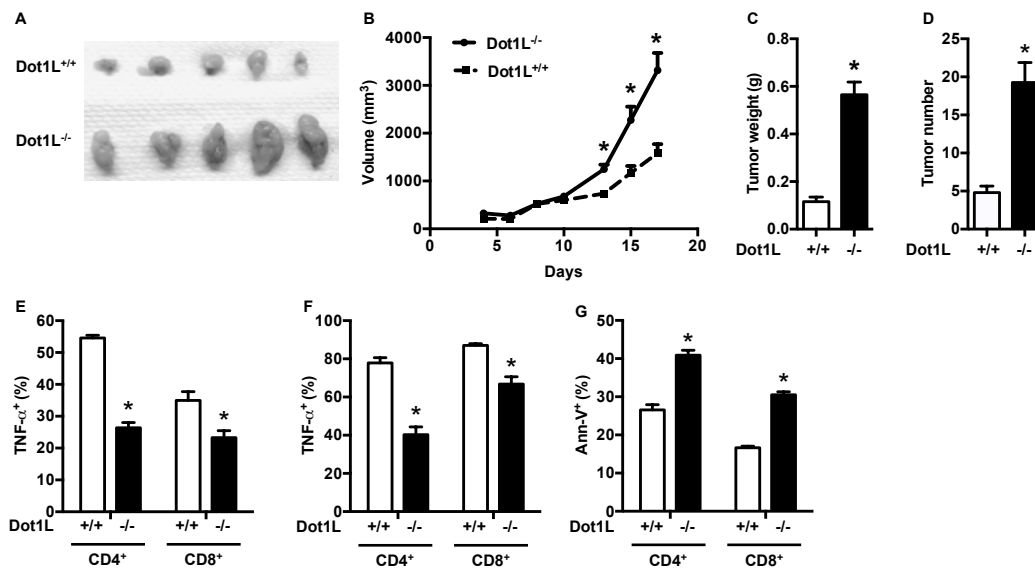 A
Dot1L+/+
Dot1L-/-
B
Volume (mm3)
4000
3000
2000
1000
0
0 5 10 15 20
Days
Dot1L-/-
Dot1L+/+
* * *
C
Tumor weight (g)
0.8
0.6
0.4
0.2
0.0
*
Dot1L +/+ -/-
D
Tumor number
25
20
15
10
5
0
*
Dot1L +/+ -/-
E
TNF-α+ (%)
60
50
40
30
20
10
0
* *
Dot1L +/+ -/- +/+ -/-
CD4+ CD8+
F
TNF-α+ (%)
100
80
60
40
20
0
* *
Dot1L +/+ -/- +/+ -/-
CD4+ CD8+
G
Ann-V+ (%)
50
40
30
20
10
0
* *
Dot1L +/+ -/- +/+ -/-
CD4+ CD8+